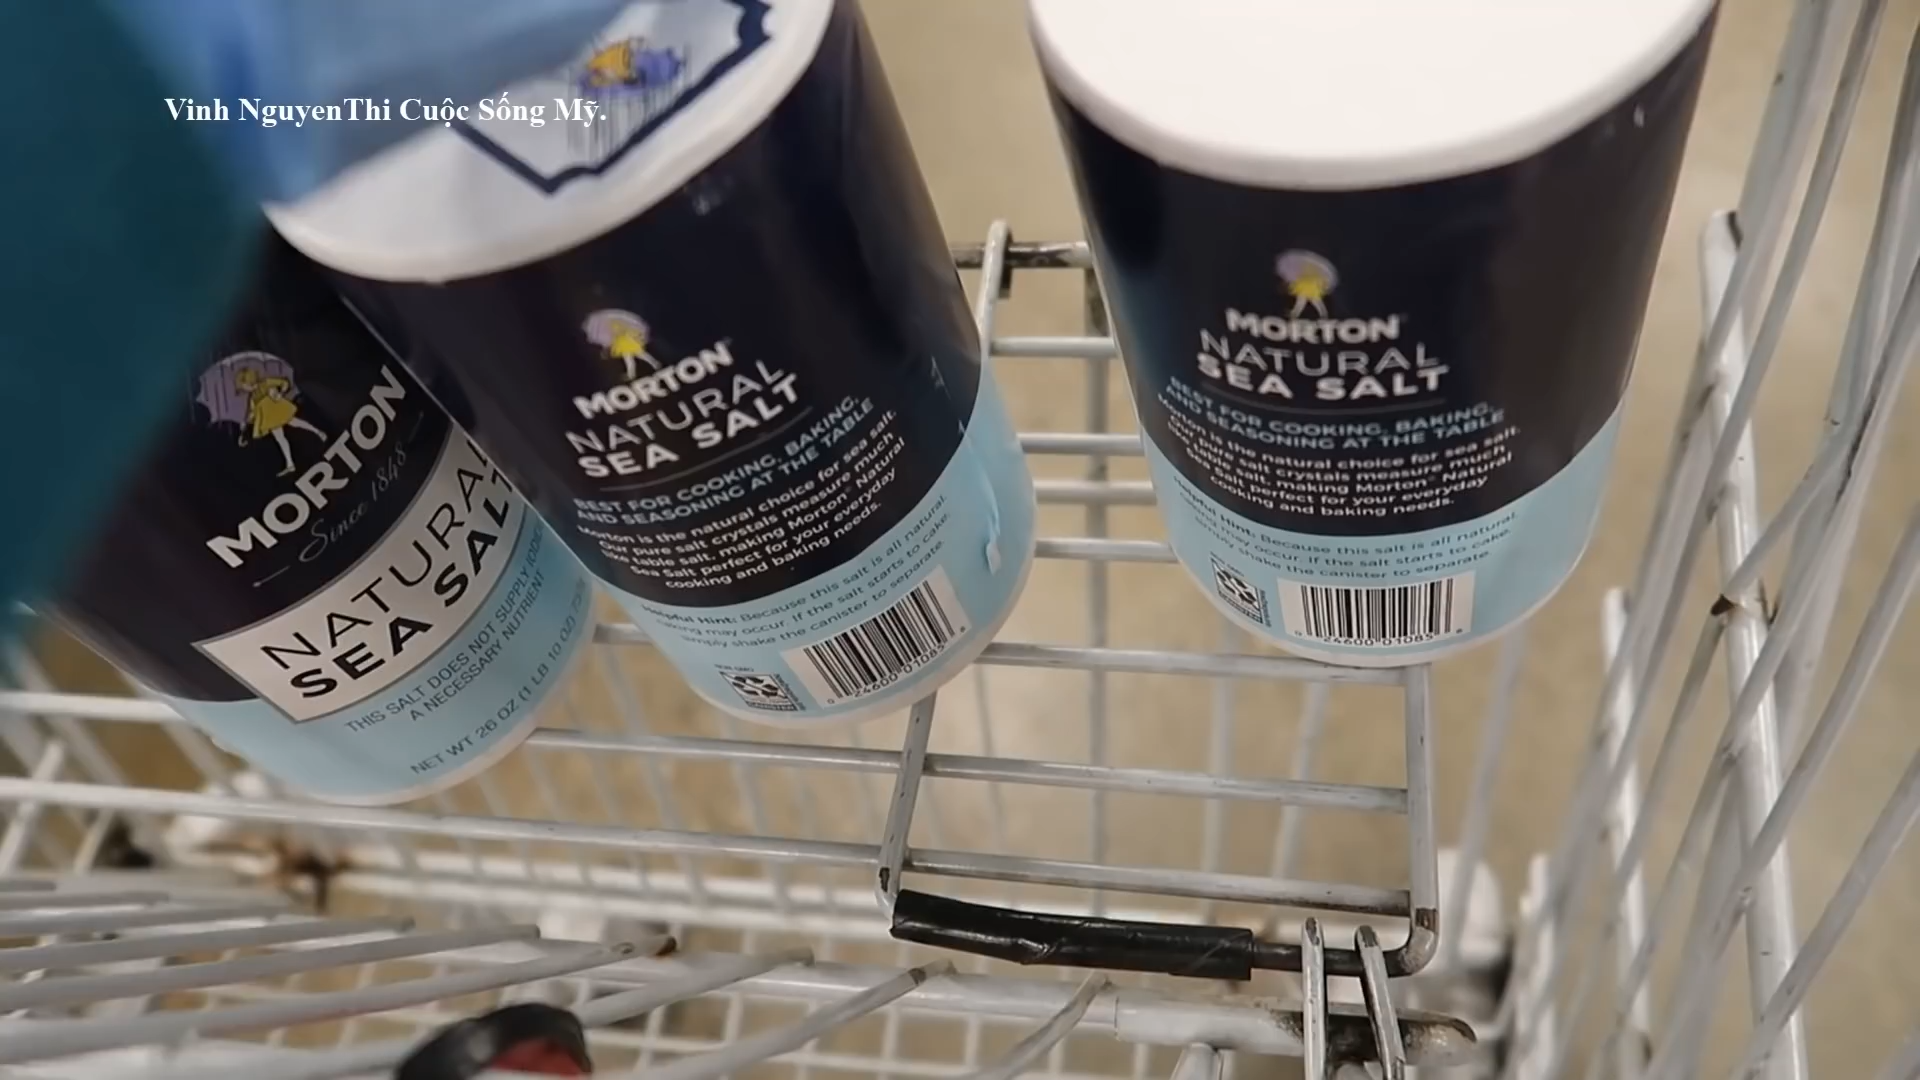 Vinh NguyenThi Cuộc Sống Mỹ.
MORTON
Since 1848
NATURAL
SEA SALT
THIS SALT DOES NOT SUPPLY IODIDE,
A NECESSARY NUTRIENT
NET WT 26 OZ (1 LB 10 OZ)
MORTON
NATURAL
SEA SALT
BEST FOR COOKING, BAKING,
AND SEASONING AT THE TABLE
Morton is the natural choice for sea salt.
Our pure salt crystals measure much
like table salt, making Morton® Natural
Sea Salt perfect for your everyday
cooking and baking needs.
Helpful Hint: Because this salt is all natural,
caking may occur. If the salt starts to cake,
simply shake the canister to separate.
0 24600 01085
MORTON
NATURAL
SEA SALT
BEST FOR COOKING, BAKING,
AND SEASONING AT THE TABLE
Morton is the natural choice for sea salt.
Our pure salt crystals measure much
like table salt, making Morton® Natural
Sea Salt perfect for your everyday
cooking and baking needs.
Helpful Hint: Because this salt is all natural,
caking may occur. If the salt starts to cake,
simply shake the canister to separate.
0 24600 01085